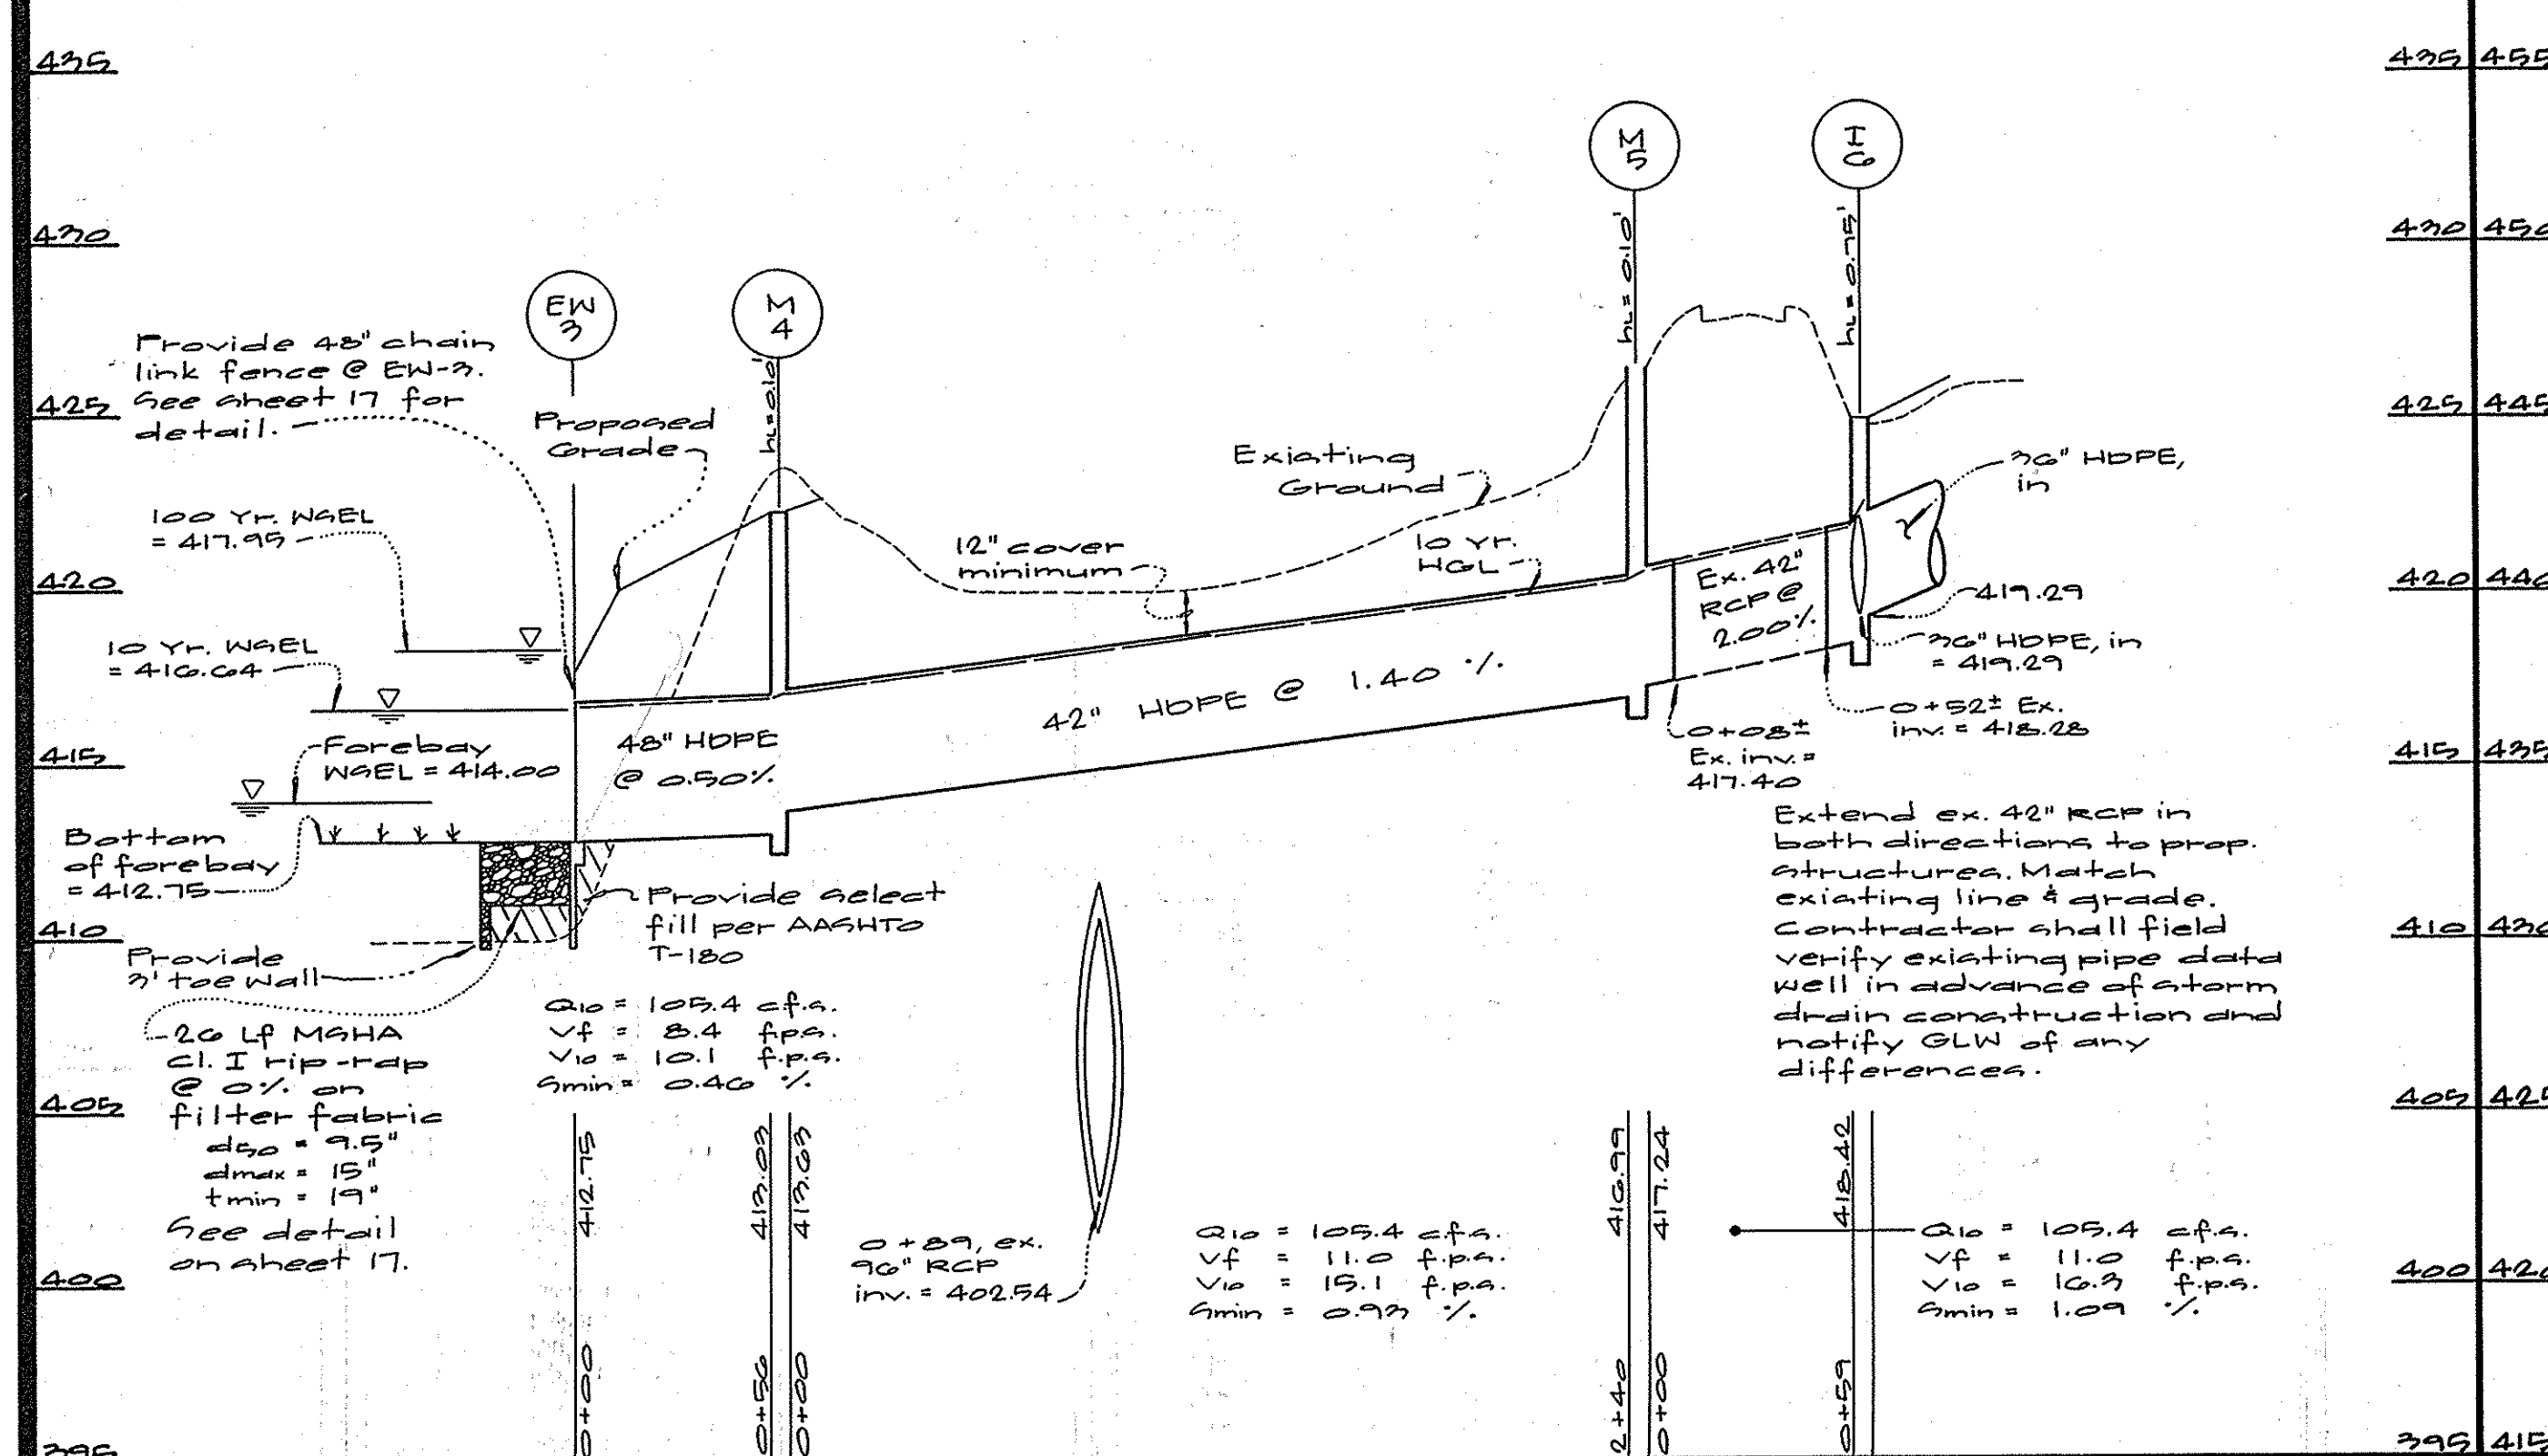 435
430
425
420
415
410
405
400
395
435 455
430 450
425 445
420 440
415 435
410 430
405 425
400 420
395 415
EW
3
M
4
M
5
H
6
hL = 0.10'
hL = 0.10'
hL = 0.75'
Provide 48" chain
link fence @ EW-3.
See sheet 17 for
detail.
Proposed
Grade
100 Yr. WSEL
= 417.95
10 Yr. WSEL
= 416.64
Forebay
WSEL = 414.00
Bottom
of forebay
= 412.75
Provide
3' toe wall
26 LF MSHA
cl. I rip-rap
@ 0% on
filter fabric
d50 = 9.5"
dmax = 15"
tmin = 19"
See detail
on sheet 17.
48" HDPE
@ 0.50%
Provide select
fill per AASHTO
T-180
Q10 = 105.4 c.f.s.
Vf = 8.4 f.p.s.
V10 = 10.1 f.p.s.
Smin = 0.46 %
12" cover
minimum
Existing
Ground
10 yr.
HGL
42" HDPE @ 1.40 %
Ex. 42"
RCP @
2.00%
36" HDPE,
in
419.29
36" HDPE, in
= 419.29
0+52± Ex.
inv. = 418.28
0+08±
Ex. inv. =
417.40
Extend ex. 42" RCP in
both directions to prop.
structures. Match
existing line & grade.
Contractor shall field
verify existing pipe data
well in advance of storm
drain construction and
notify GLW of any
differences.
0+89, ex.
96" RCP
inv. = 402.54
Q10 = 105.4 c.f.s.
Vf = 11.0 f.p.s.
V10 = 15.1 f.p.s.
Smin = 0.93 %
Q10 = 105.4 c.f.s.
Vf = 11.0 f.p.s.
V10 = 16.3 f.p.s.
Smin = 1.09 %
412.75
413.03
413.63
416.99
417.24
418.42
0+00
0+56
0+00
2+40
0+00
0+59